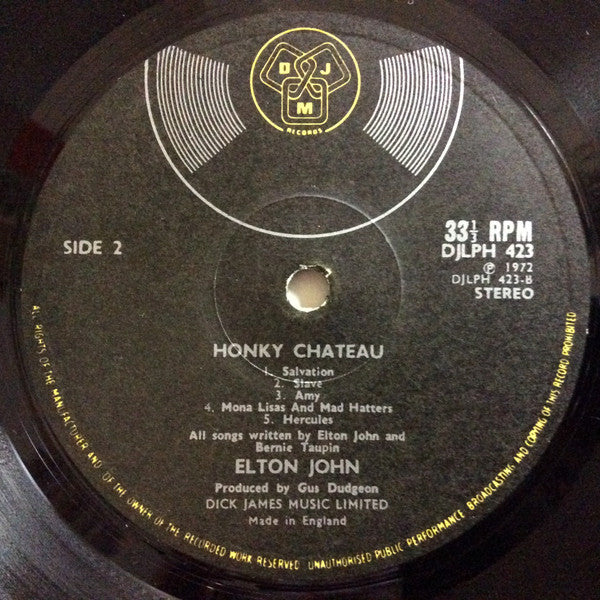 D J
M
RECORDS
SIDE 2
33⅓ RPM
DJLPH 423
℗ 1972
DJLPH 423-B
STEREO
HONKY CHATEAU
1. Salvation
2. Slave
3. Amy
4. Mona Lisas And Mad Hatters
5. Hercules
All songs written by Elton John and
Bernie Taupin
ELTON JOHN
Produced by Gus Dudgeon
DICK JAMES MUSIC LIMITED
Made in England
ALL RIGHTS OF THE MANUFACTURER AND OF THE OWNER OF THE RECORDED WORK RESERVED UNAUTHORISED PUBLIC PERFORMANCE BROADCASTING AND COPYING OF THIS RECORD PROHIBITED